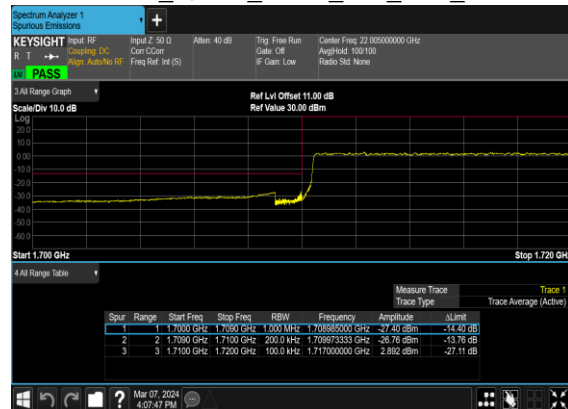 Spectrum Analyzer 1
Spurious Emissions
KEYSIGHT Input: RF Input Z: 50 Ω Atten: 40 dB Trig: Free Run Center Freq: 22.005000000 GHz
R T Coupling: DC Corr CCorr Gate: Off Avg|Hold: 100/100
Align: Auto/No RF Freq Ref: Int (S) IF Gain: Low Radio Std: None
PASS
3 All Range Graph Ref Lvl Offset 11.00 dB
Scale/Div 10.0 dB Ref Value 30.00 dBm
Log
20.0
10.0
0.00
-10.0
-20.0
-30.0
-40.0
-50.0
-60.0
Start 1.700 GHz Stop 1.720 GH
4 All Range Table
Measure Trace Trace 1
Trace Type Trace Average (Active)
Spur Range Start Freq Stop Freq RBW Frequency Amplitude ΔLimit
1 1 1.7000 GHz 1.7090 GHz 1.000 MHz 1.708985000 GHz -27.40 dBm -14.40 dB
2 2 1.7090 GHz 1.7100 GHz 200.0 kHz 1.709973333 GHz -26.76 dBm -13.76 dB
3 3 1.7100 GHz 1.7200 GHz 100.0 kHz 1.717000000 GHz 2.892 dBm -27.11 dB
? Mar 07, 2024
4:07:47 PM